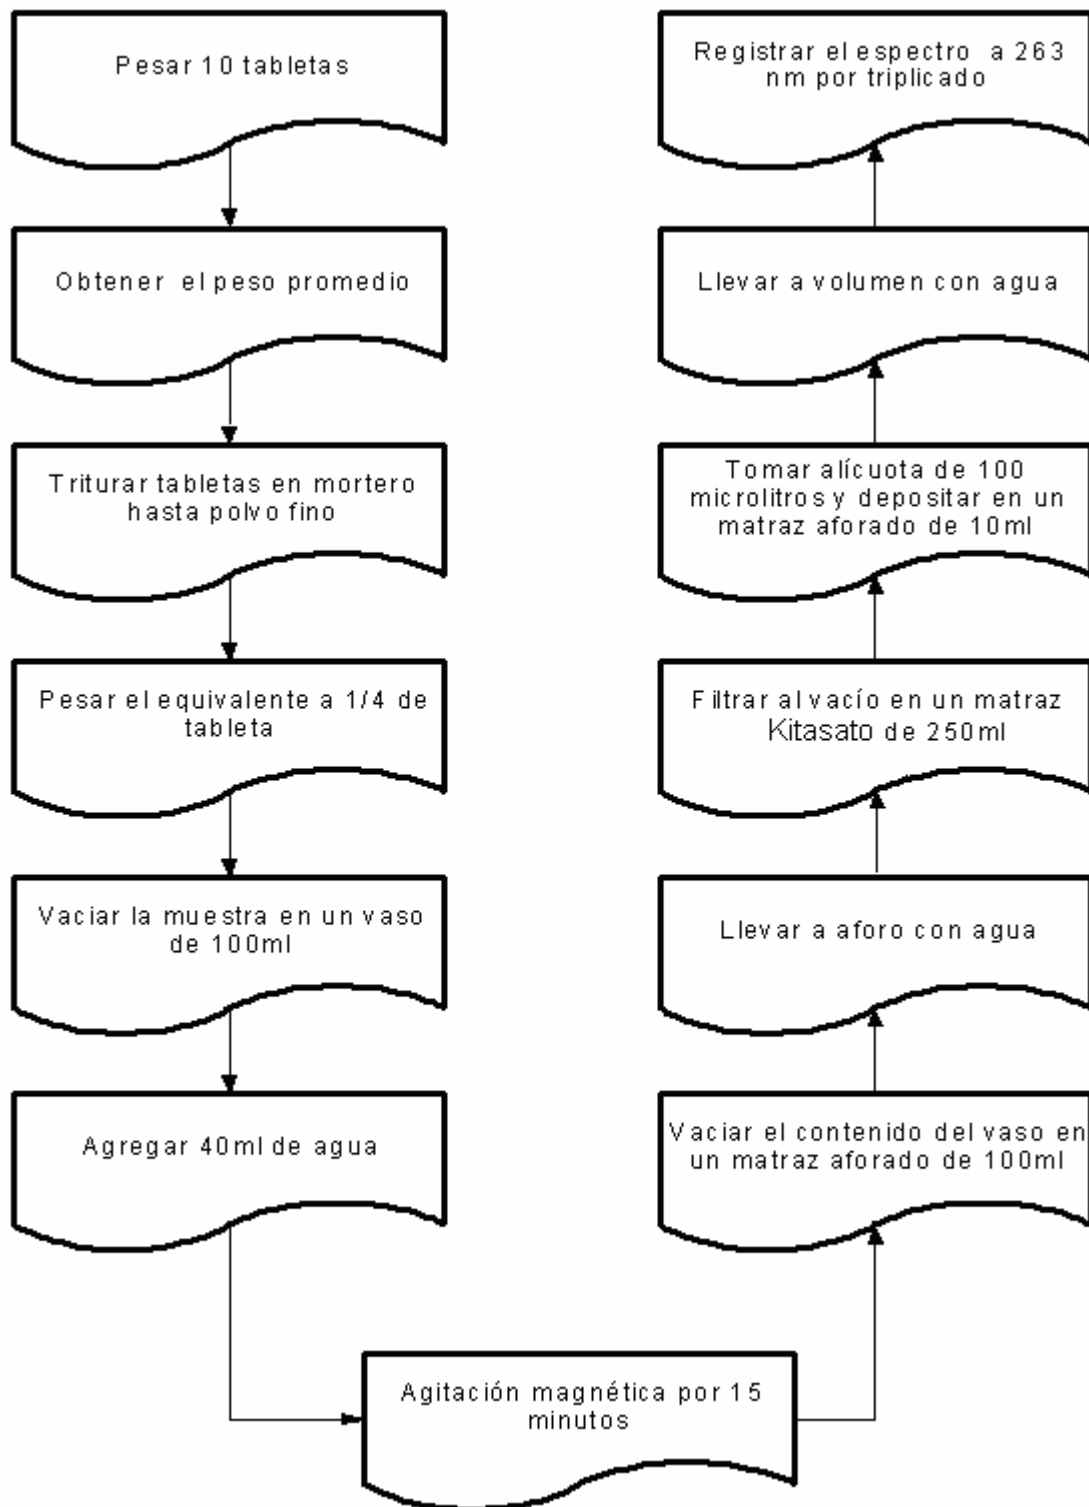 Pesar 10 tabletas
Obtener el peso promedio
Triturar tabletas en mortero
hasta polvo fino
Pesar el equivalente a 1/4 de
tableta
Vaciar la muestra en un vaso
de 100ml
Agregar 40ml de agua
Agitación magnética por 15
minutos
Vaciar el contenido del vaso en
un matraz aforado de 100ml
Llevar a aforo con agua
Filtrar al vacío en un matraz
Kitasato de 250ml
Tomar alícuota de 100
microlitros y depositar en un
matraz aforado de 10ml
Llevar a volumen con agua
Registrar el espectro a 263
nm por triplicado